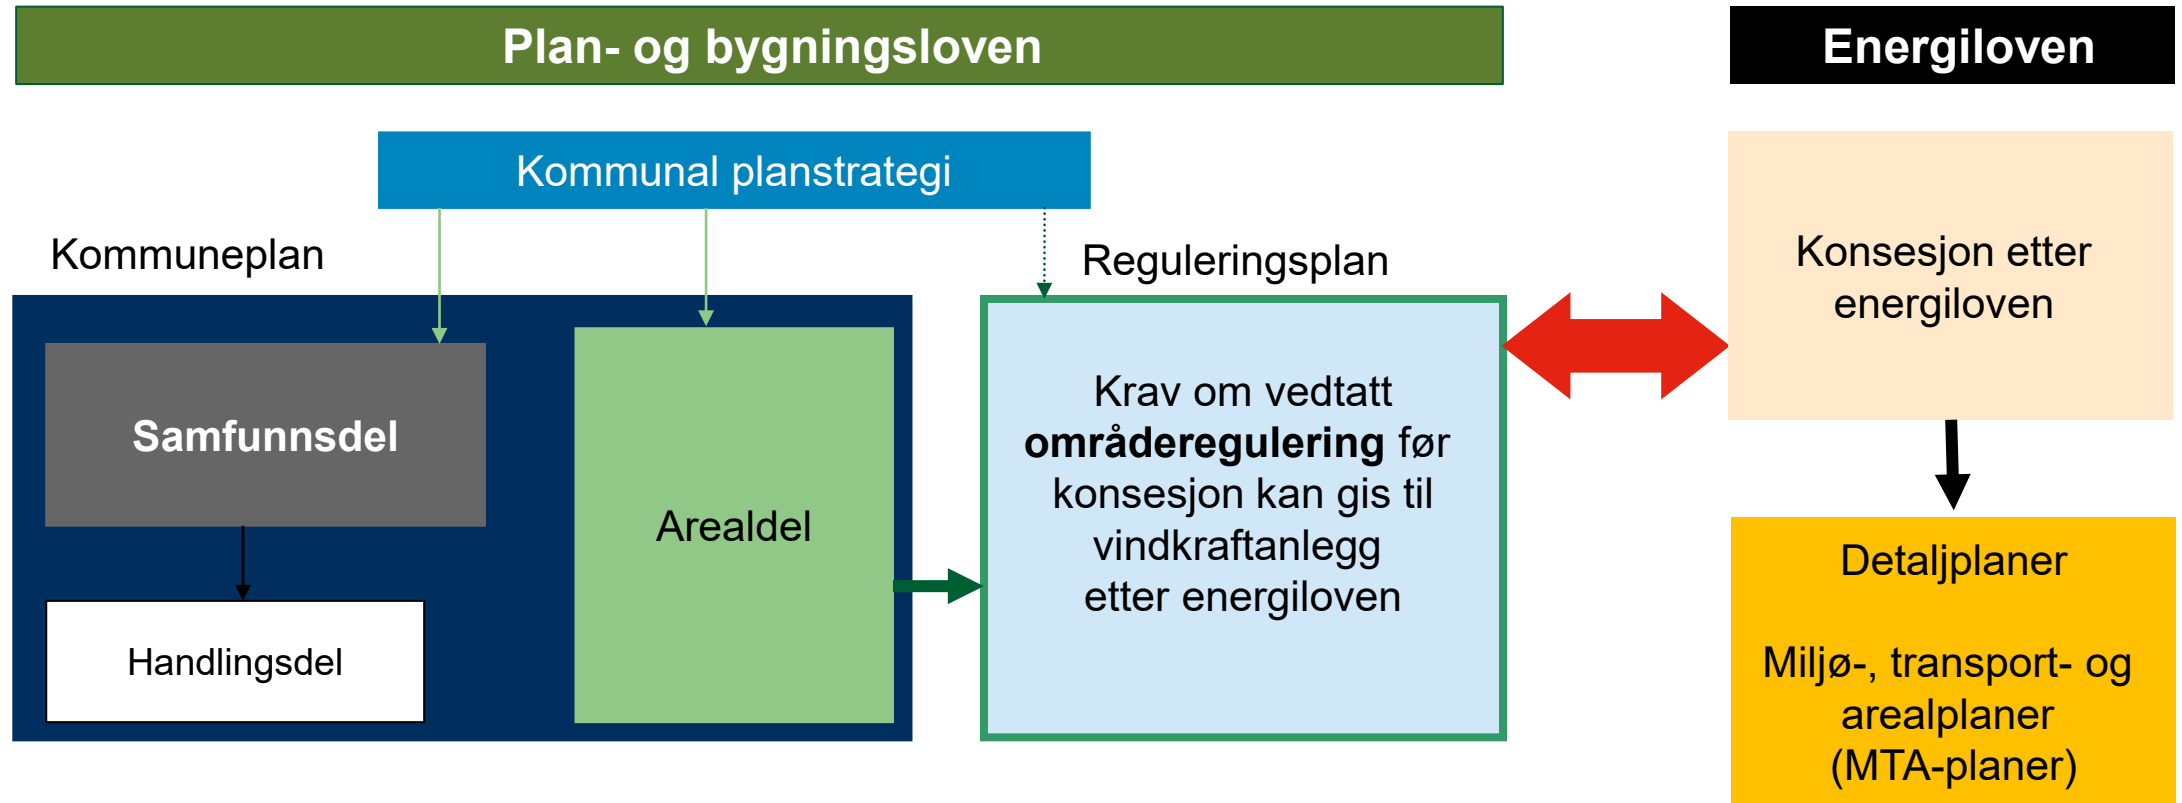 Plan- og bygningsloven
Energiloven
Kommunal planstrategi
Kommuneplan
Reguleringsplan
Samfunnsdel
Handlingsdel
Arealdel
Krav om vedtatt
områderegulering før
konsesjon kan gis til
vindkraftanlegg
etter energiloven
Konsesjon etter
energiloven
Detaljplaner
Miljø-, transport- og
arealplaner
(MTA-planer)